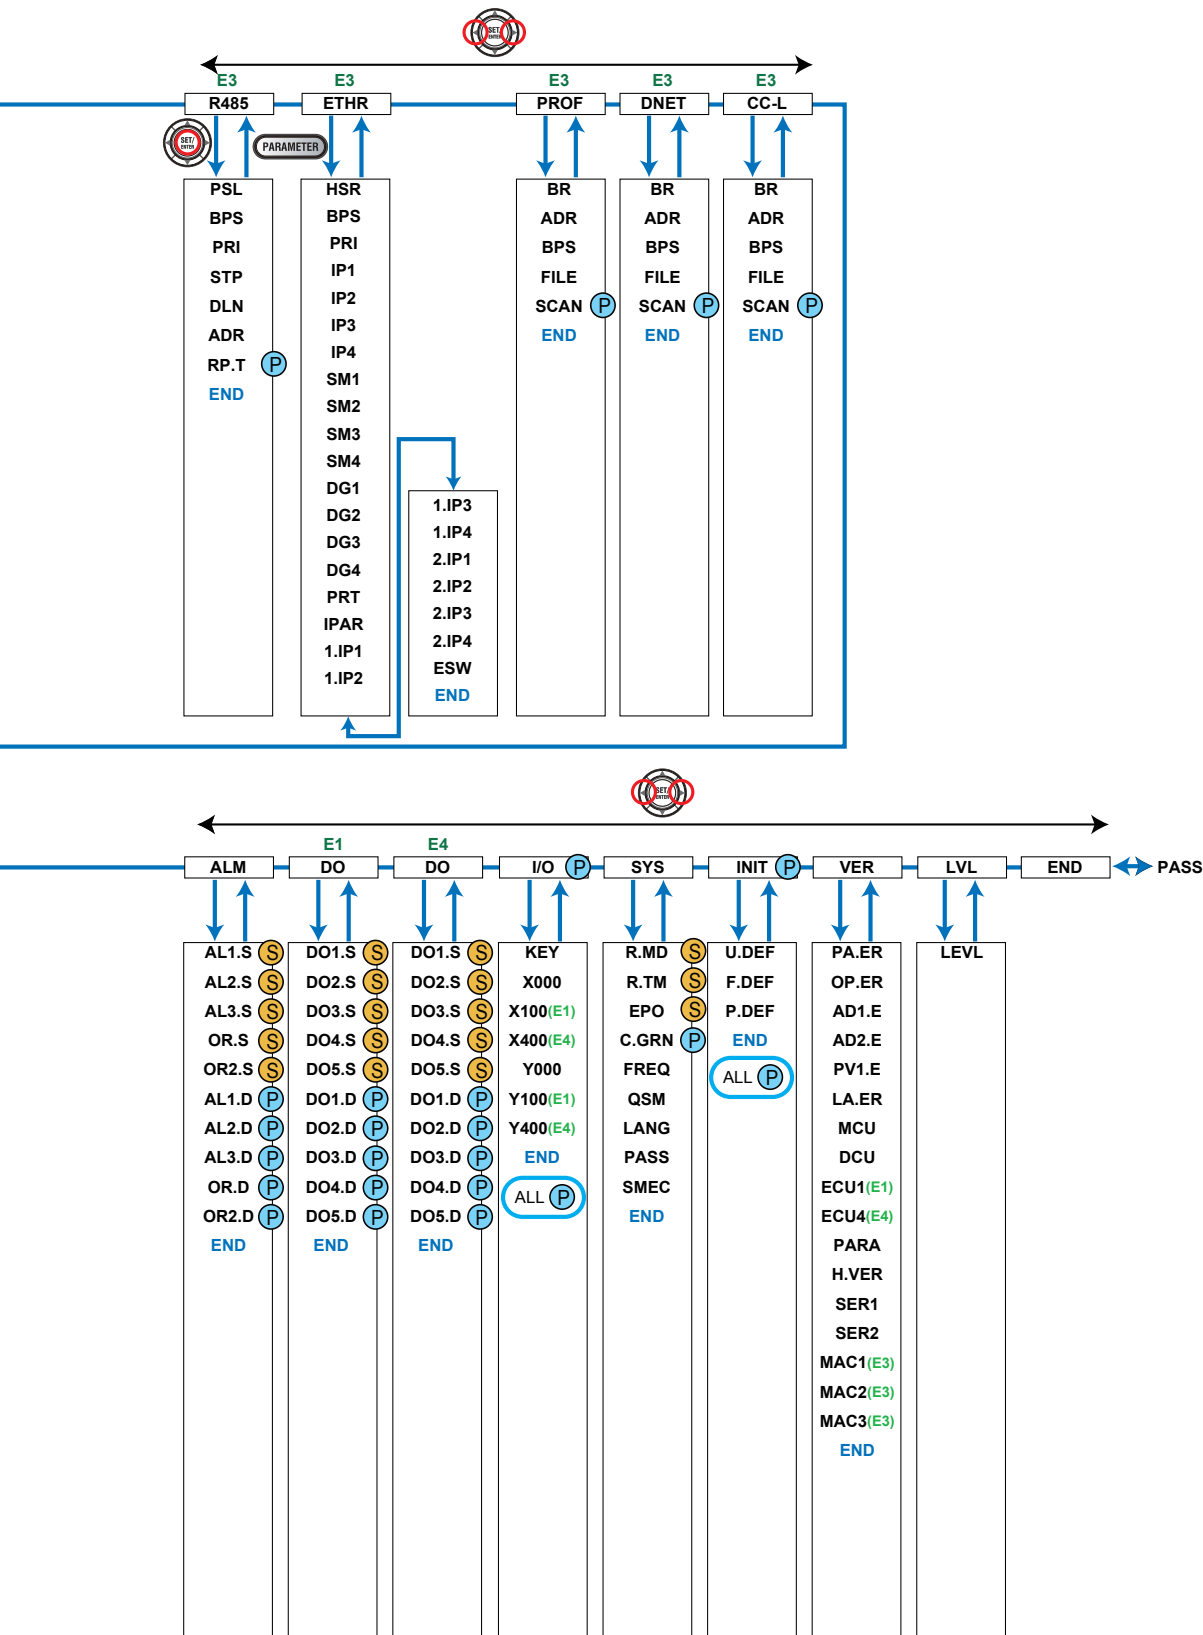 SET/
ENTER
E3 E3 E3 E3 E3
R485 ETHR PROF DNET CC-L
SET/
ENTER
PARAMETER
PSL
BPS
PRI
STP
DLN
ADR
RP.T P
END
HSR
BPS
PRI
IP1
IP2
IP3
IP4
SM1
SM2
SM3
SM4
DG1
DG2
DG3
DG4
PRT
IPAR
1.IP1
1.IP2
1.IP3
1.IP4
2.IP1
2.IP2
2.IP3
2.IP4
ESW
END
BR
ADR
BPS
FILE
SCAN P
END
BR
ADR
BPS
FILE
SCAN P
END
BR
ADR
BPS
FILE
SCAN P
END
SET/
ENTER
E1 E4
ALM DO DO I/O P SYS INIT P VER LVL END PASS
AL1.S S
AL2.S S
AL3.S S
OR.S S
OR2.S S
AL1.D P
AL2.D P
AL3.D P
OR.D P
OR2.D P
END
DO1.S S
DO2.S S
DO3.S S
DO4.S S
DO5.S S
DO1.D P
DO2.D P
DO3.D P
DO4.D P
DO5.D P
END
DO1.S S
DO2.S S
DO3.S S
DO4.S S
DO5.S S
DO1.D P
DO2.D P
DO3.D P
DO4.D P
DO5.D P
END
KEY
X000
X100(E1)
X400(E4)
Y000
Y100(E1)
Y400(E4)
END
ALL P
R.MD S
R.TM S
EPO S
C.GRN P
FREQ
QSM
LANG
PASS
SMEC
END
U.DEF
F.DEF
P.DEF
END
ALL P
PA.ER
OP.ER
AD1.E
AD2.E
PV1.E
LA.ER
MCU
DCU
ECU1(E1)
ECU4(E4)
PARA
H.VER
SER1
SER2
MAC1(E3)
MAC2(E3)
MAC3(E3)
END
LEVL